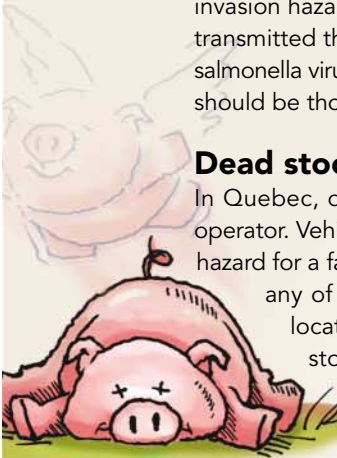 invasion haza
transmitted th
salmonella viru
should be tho
Dead stoc
In Quebec, c
operator. Veh
hazard for a fa
any of
locat
sto